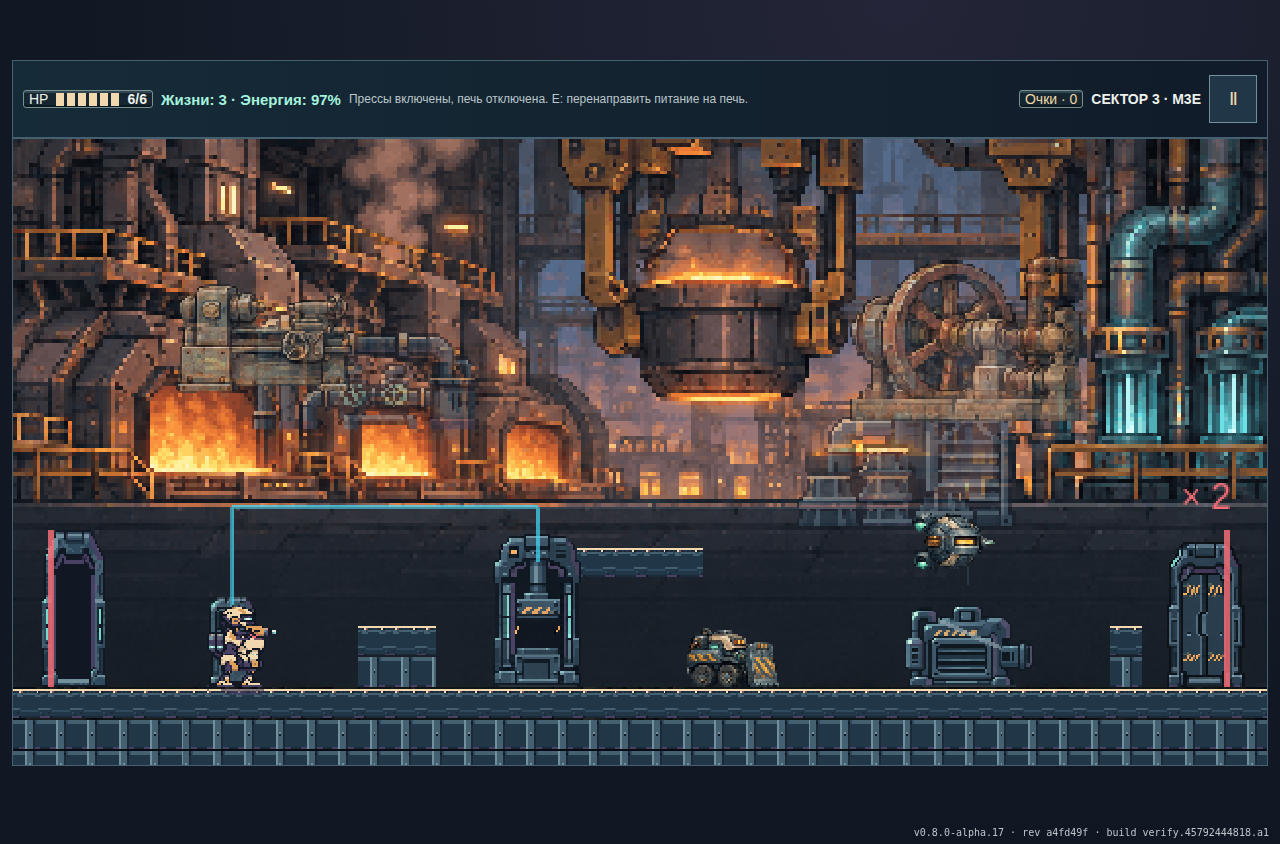 HP 6/6 Жизни: 3 · Энергия: 97% Прессы включены, печь отключена. E: перенаправить питание на печь. Очки · 0 СЕКТОР 3 · МЗЕ II
× 2
v0.8.0-alpha.17 · rev a4fd49f · build verify.45792444818.a1